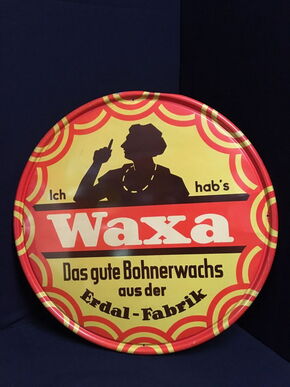 Ich hab's
Waxa
Das gute Bohnerwachs
aus der
Erdal-Fabrik